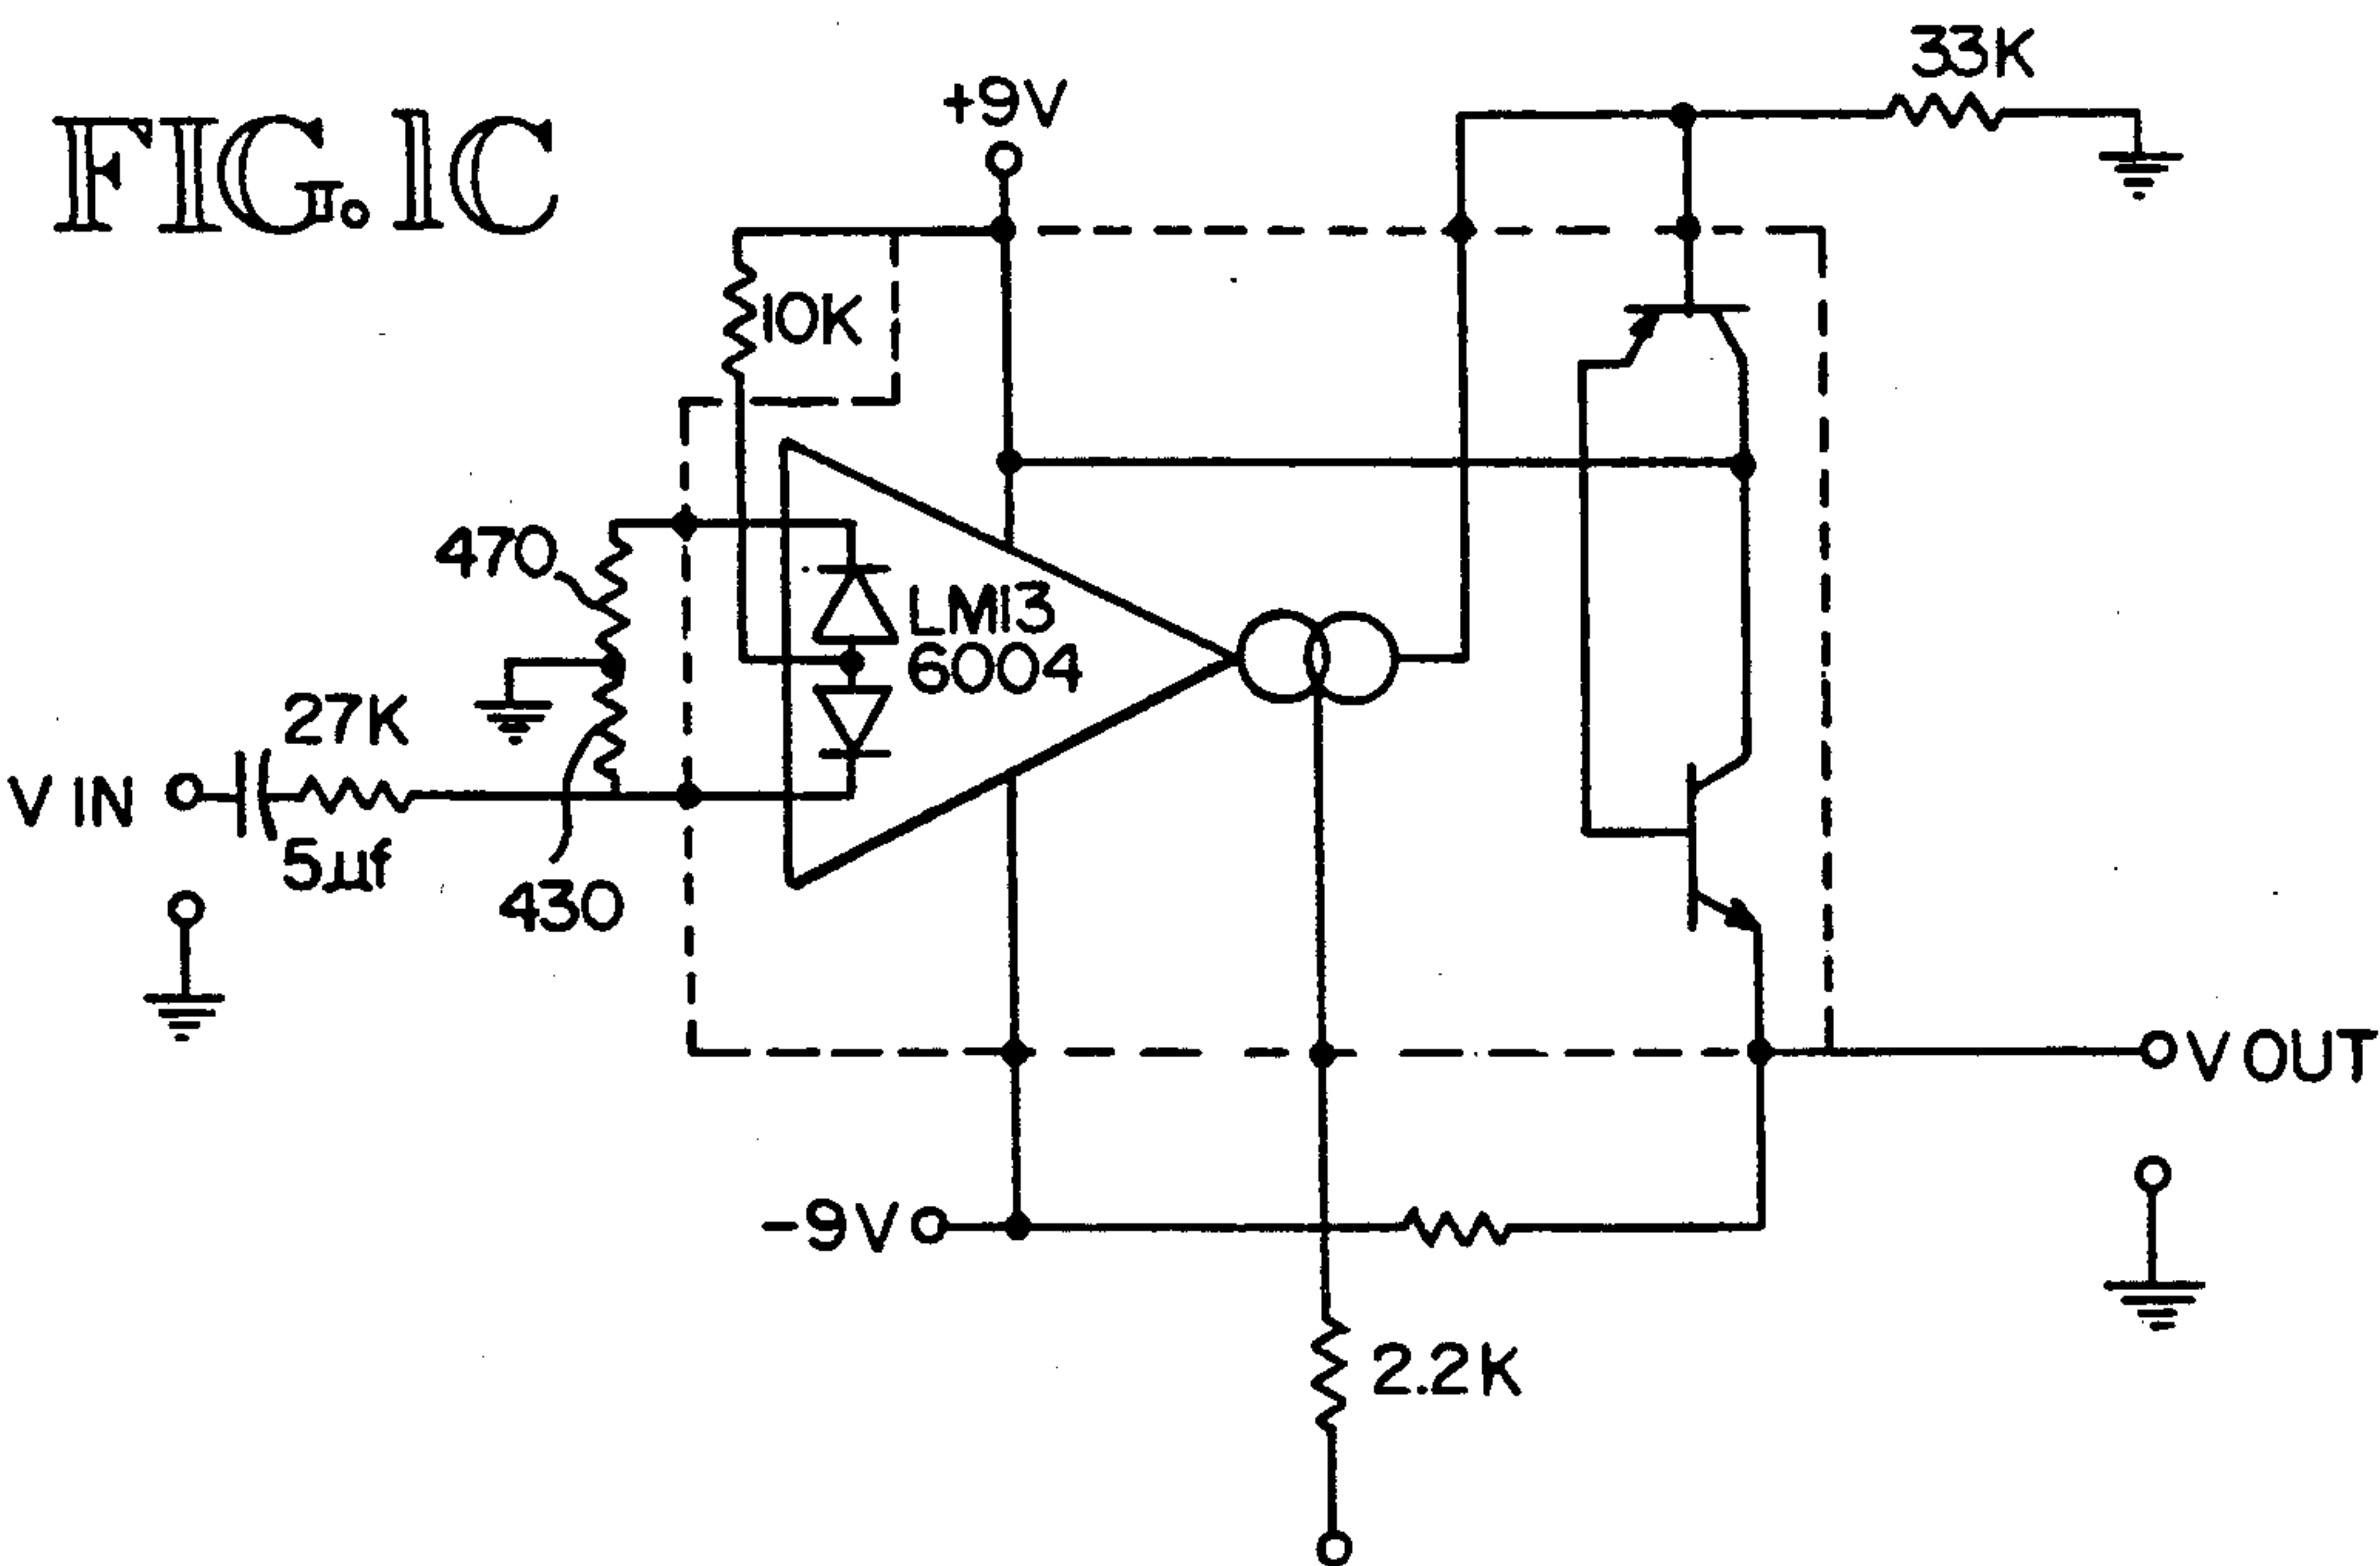 FIG. 1C
33K
+9V
10K
470
LM13
6004
27K
V IN
5µf
430
V OUT
-9V
2.2K